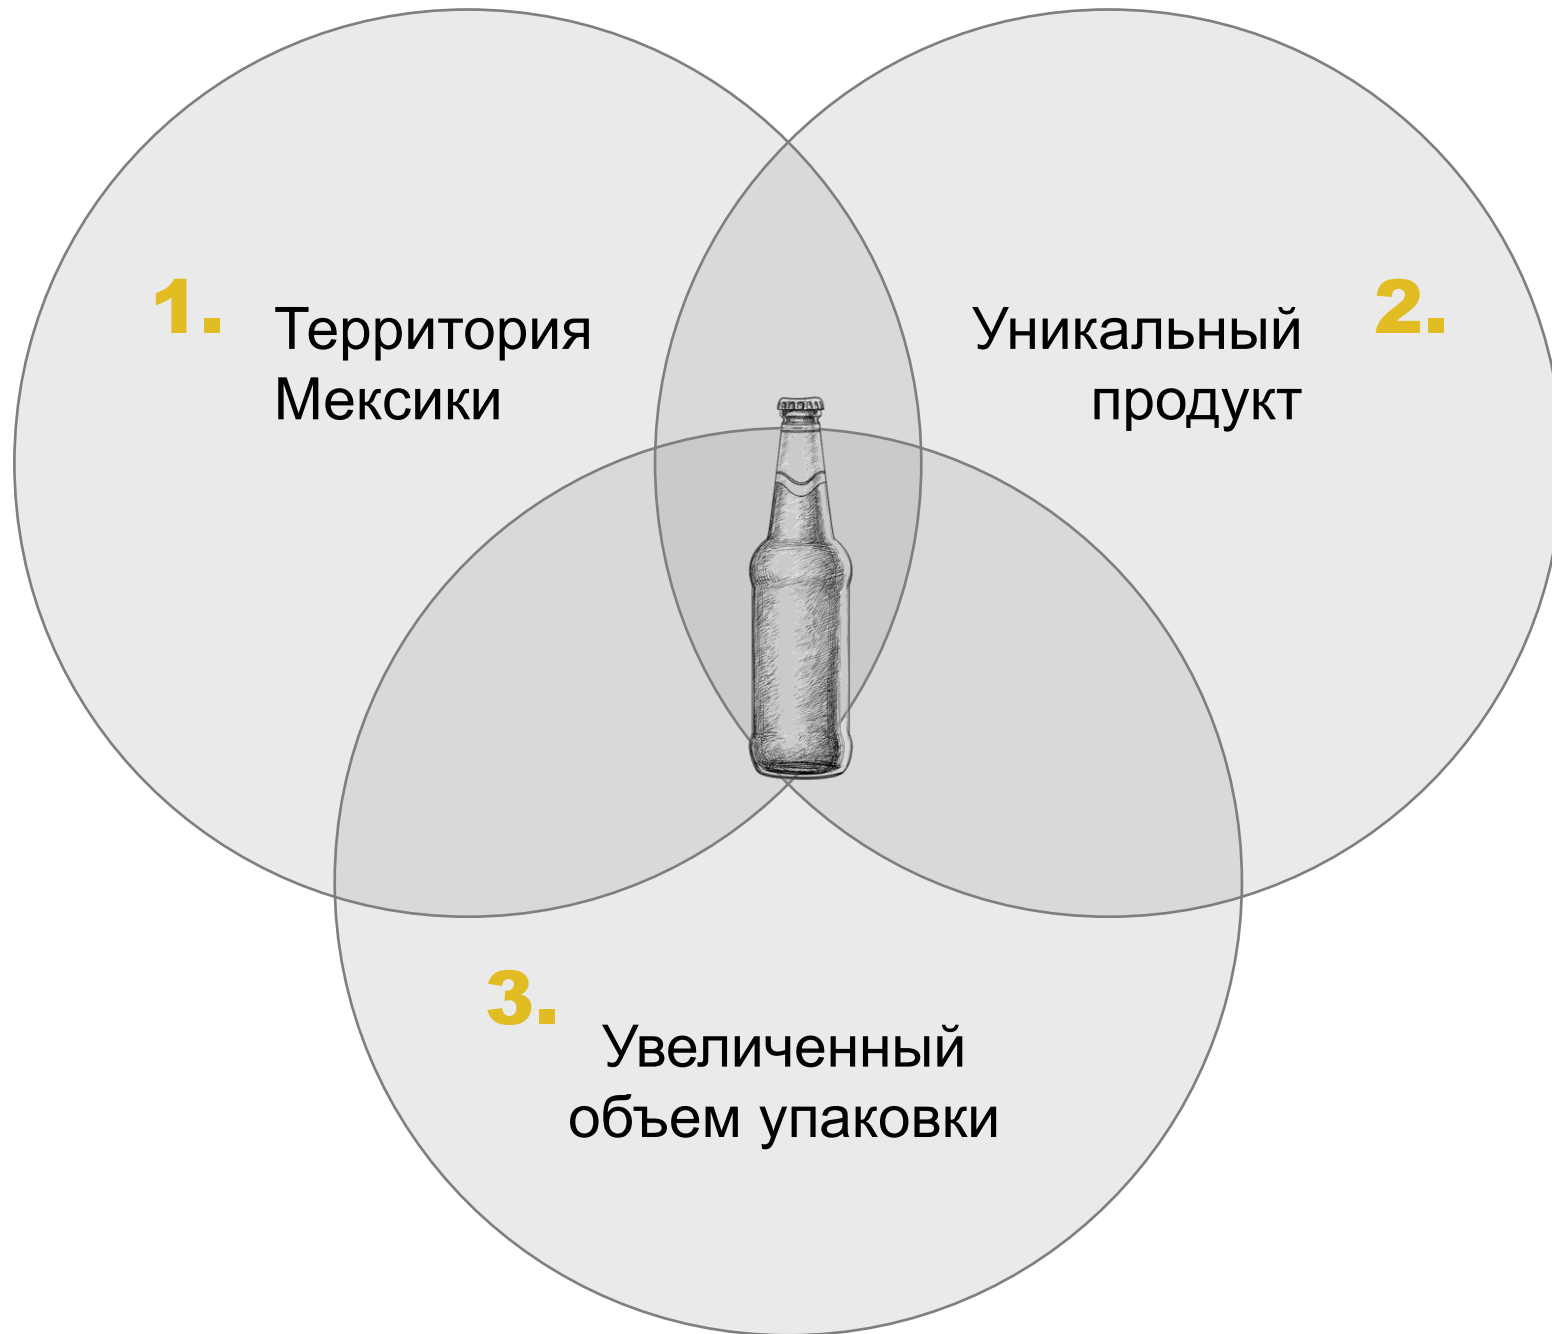 1.
Территория
Мексики
Уникальный
продукт
2.
3.
Увеличенный
объем упаковки